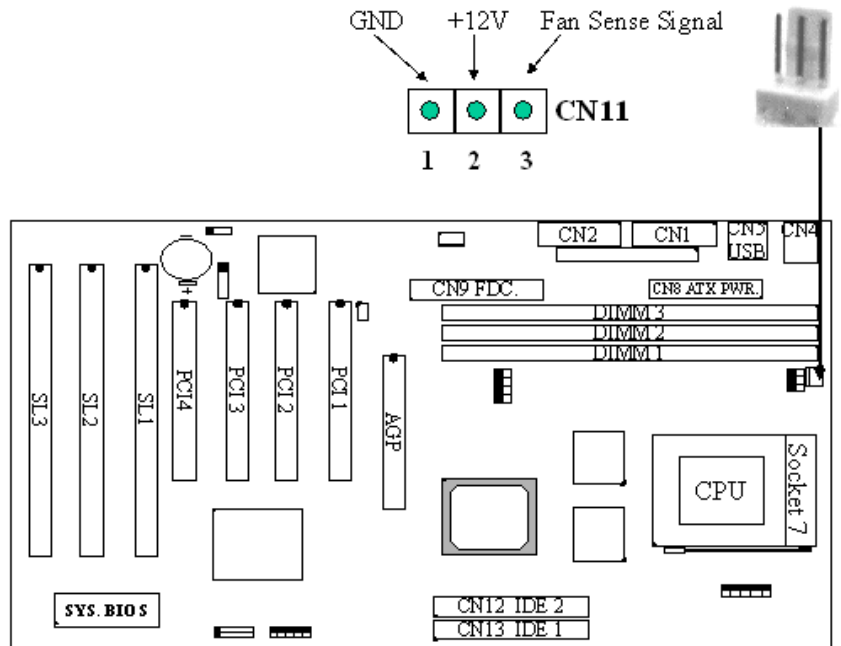 GND +12V Fan Sense Signal
CN11
1 2 3
CN2 CN1 CN3 USB CN4
CN9 FDC. CN8 ATX PWR.
DIMM 3
DIMM 2
DIMM 1
SL3 SL2 SL1 PCI4 PCI 3 PCI 2 PCI 1 AGP
+
CPU Socket 7
SYS. BIOS
CN12 IDE 2
CN13 IDE 1